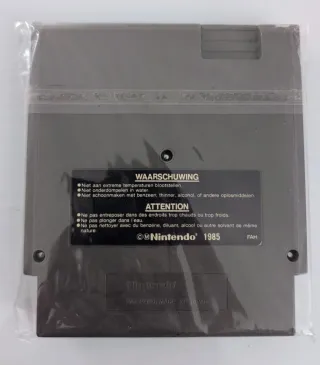 WAARSCHUWING
●Niet aan extreme temperaturen blootstellen.
●Niet onderdompelen in water.
●Niet schoonmaken met benzeen, thinner, alcohol, of andere oplosmiddelen.
ATTENTION
●Ne pas entreposer dans des endroits trop chauds ou trop froids.
●Ne pas plonger dans l'eau.
●Ne pas nettoyer avec du benzène, diluant, alcool ou autre solvant de même
nature.
©Ⓜ Nintendo® 1985
FAH
Nintendo®